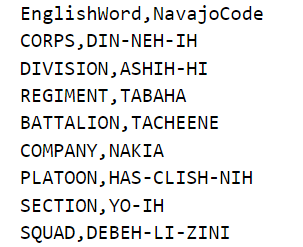 EnglishWord,NavajoCode
CORPS,DIN-NEH-IH
DIVISION,ASHIH-HI
REGIMENT,TABAHA
BATTALION,TACHEENE
COMPANY,NAKIA
PLATOON,HAS-CLISH-NIH
SECTION,YO-IH
SQUAD,DEBEH-LI-ZINI